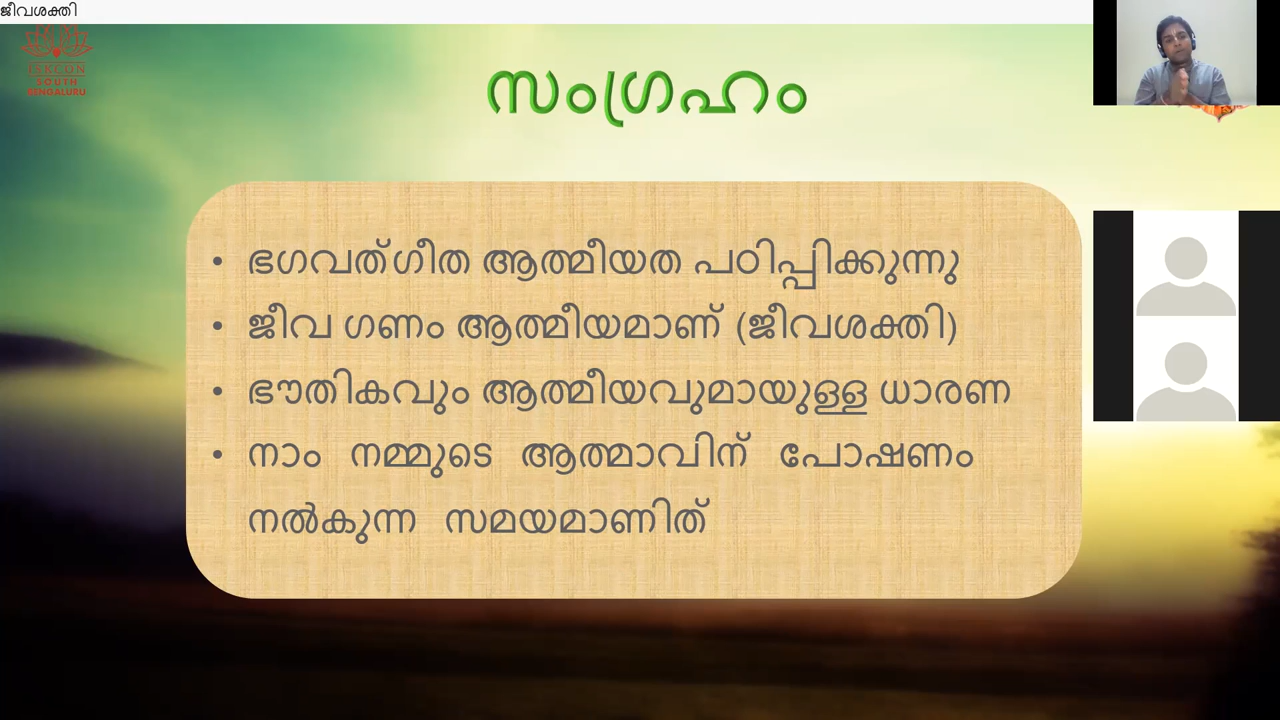 ജീവശക്തി
ISKCON
SOUTH
BENGALURU
സംഗ്രഹം
• ഭഗവത്ഗീത ആത്മീയത പഠിപ്പിക്കുന്നു
• ജീവ ഗണം ആത്മീയമാണ് (ജീവശക്തി)
• ഭൗതികവും ആത്മീയവുമായുള്ള ധാരണ
• നാം നമ്മുടെ ആത്മാവിന് പോഷണം
നൽകുന്ന സമയമാണിത്